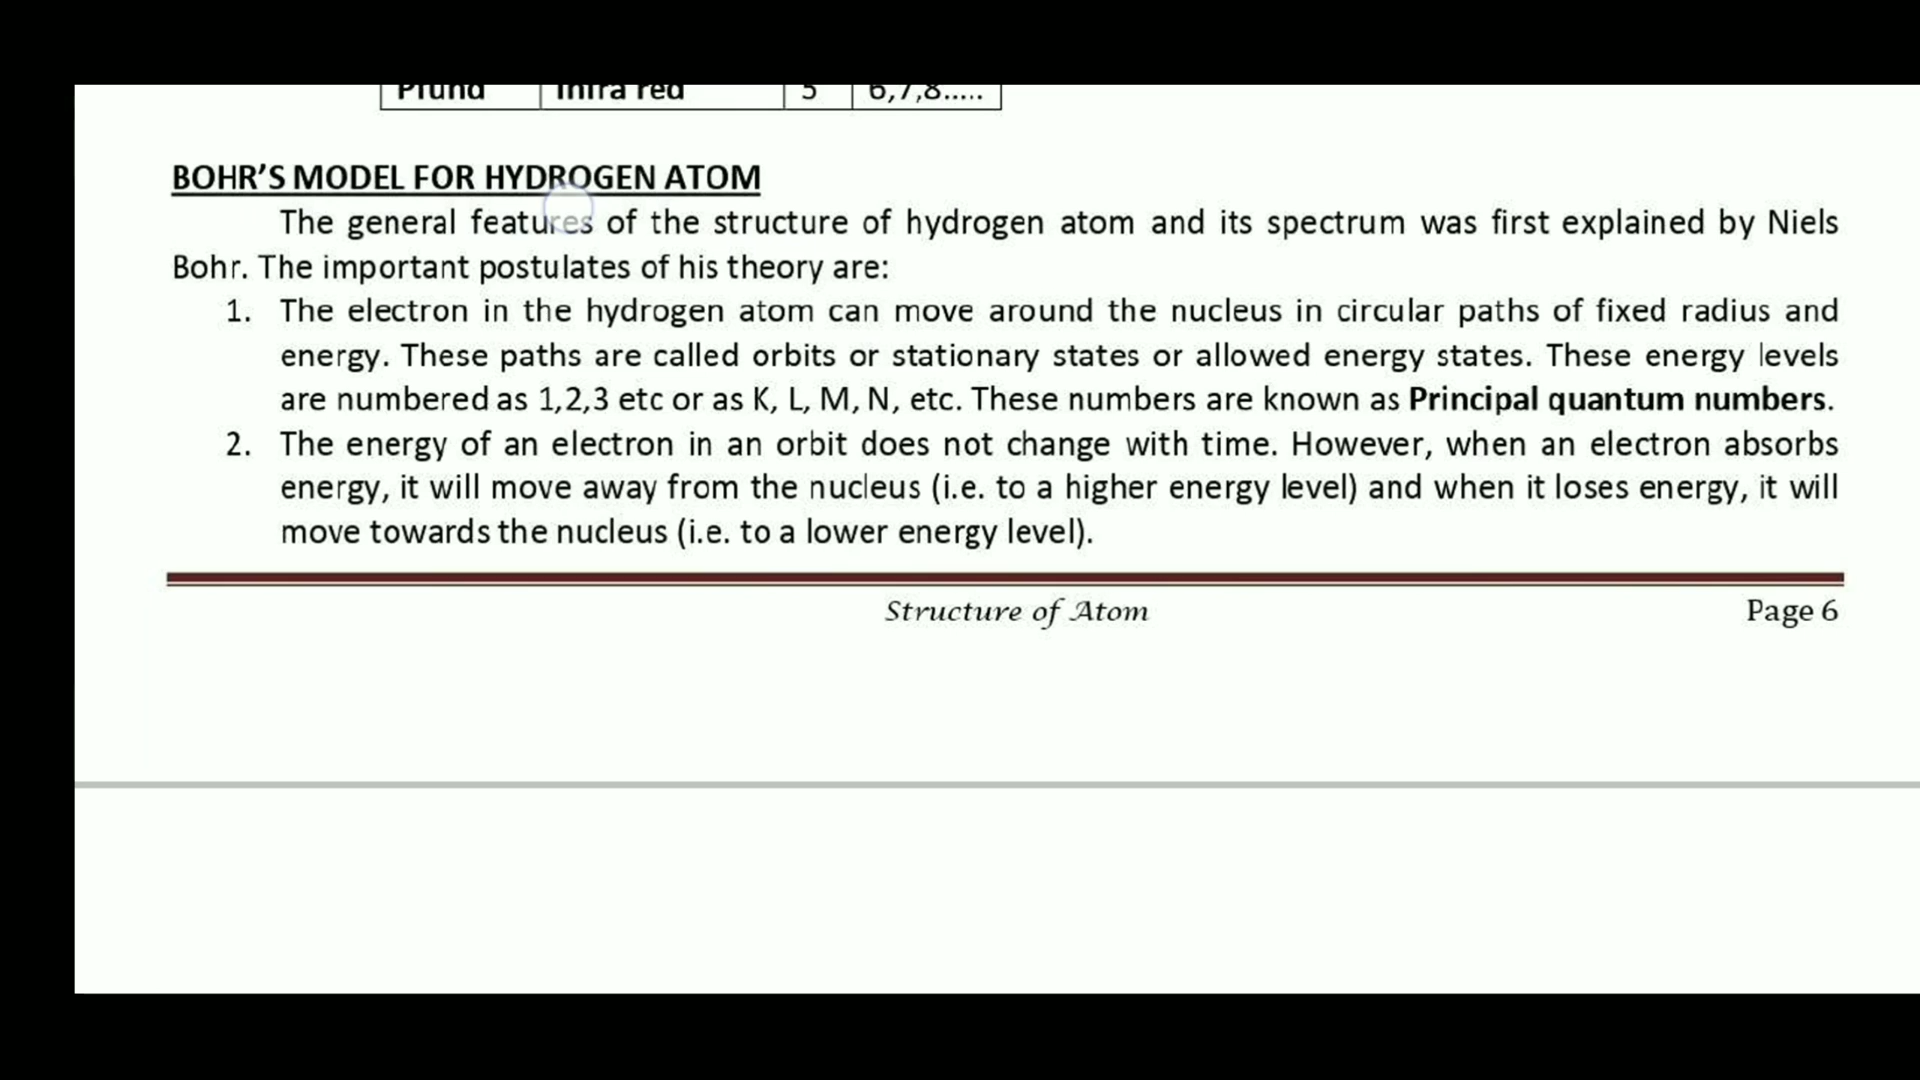 Pfund Infra red 5 6,7,8.....
BOHR'S MODEL FOR HYDROGEN ATOM
The general features of the structure of hydrogen atom and its spectrum was first explained by Niels
Bohr. The important postulates of his theory are:
1. The electron in the hydrogen atom can move around the nucleus in circular paths of fixed radius and
energy. These paths are called orbits or stationary states or allowed energy states. These energy levels
are numbered as 1,2,3 etc or as K, L, M, N, etc. These numbers are known as Principal quantum numbers.
2. The energy of an electron in an orbit does not change with time. However, when an electron absorbs
energy, it will move away from the nucleus (i.e. to a higher energy level) and when it loses energy, it will
move towards the nucleus (i.e. to a lower energy level).
Structure of Atom Page 6